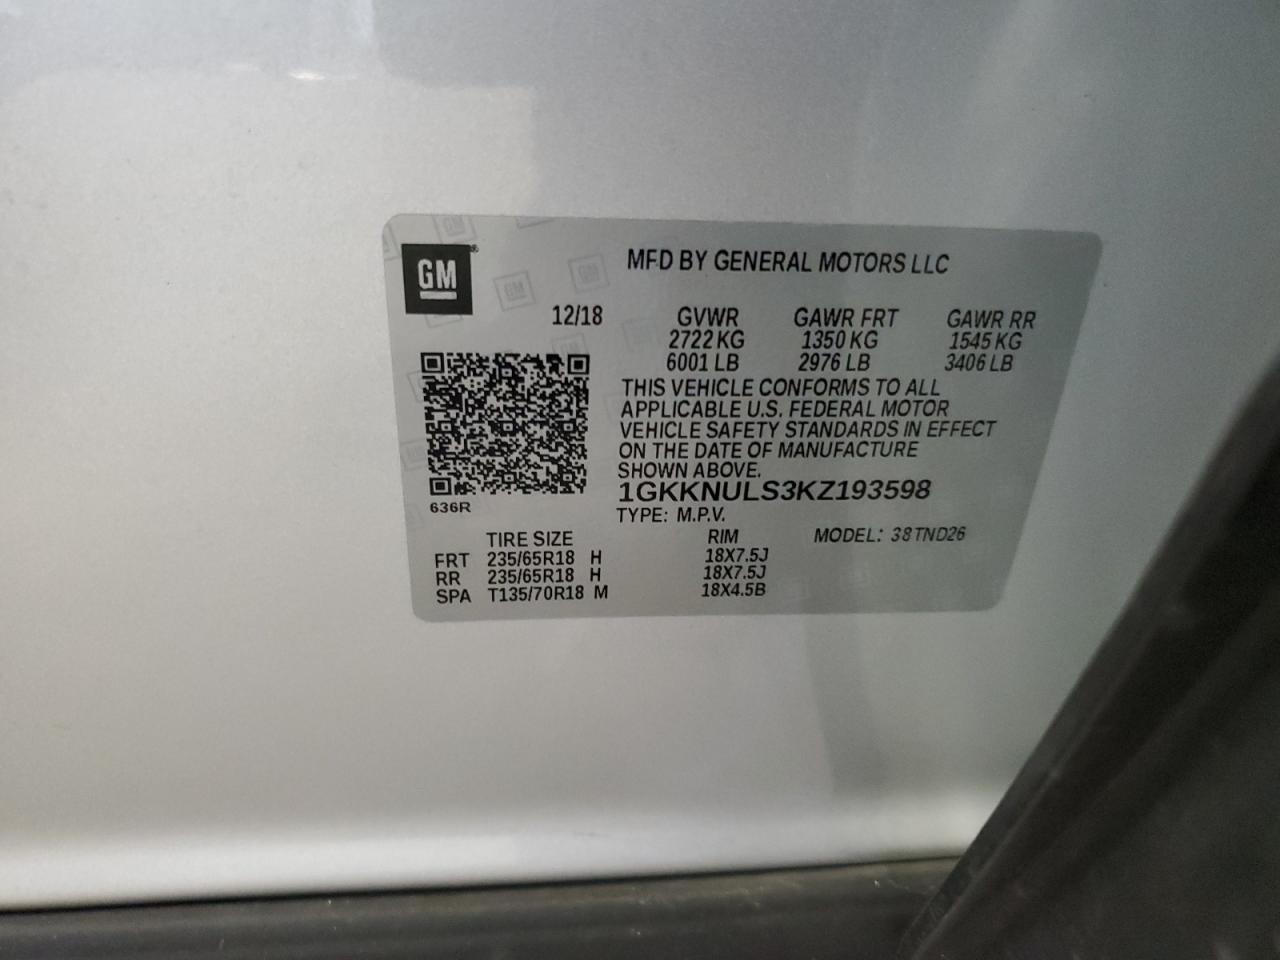 GM®
MFD BY GENERAL MOTORS LLC
12/18 GVWR GAWR FRT GAWR RR
2722 KG 1350 KG 1545 KG
6001 LB 2976 LB 3406 LB
THIS VEHICLE CONFORMS TO ALL
APPLICABLE U.S. FEDERAL MOTOR
VEHICLE SAFETY STANDARDS IN EFFECT
ON THE DATE OF MANUFACTURE
SHOWN ABOVE.
1GKKNULS3KZ193598
636R
TYPE: M.P.V.
TIRE SIZE RIM MODEL: 38TND26
FRT 235/65R18 H 18X7.5J
RR 235/65R18 H 18X7.5J
SPA T135/70R18 M 18X4.5B